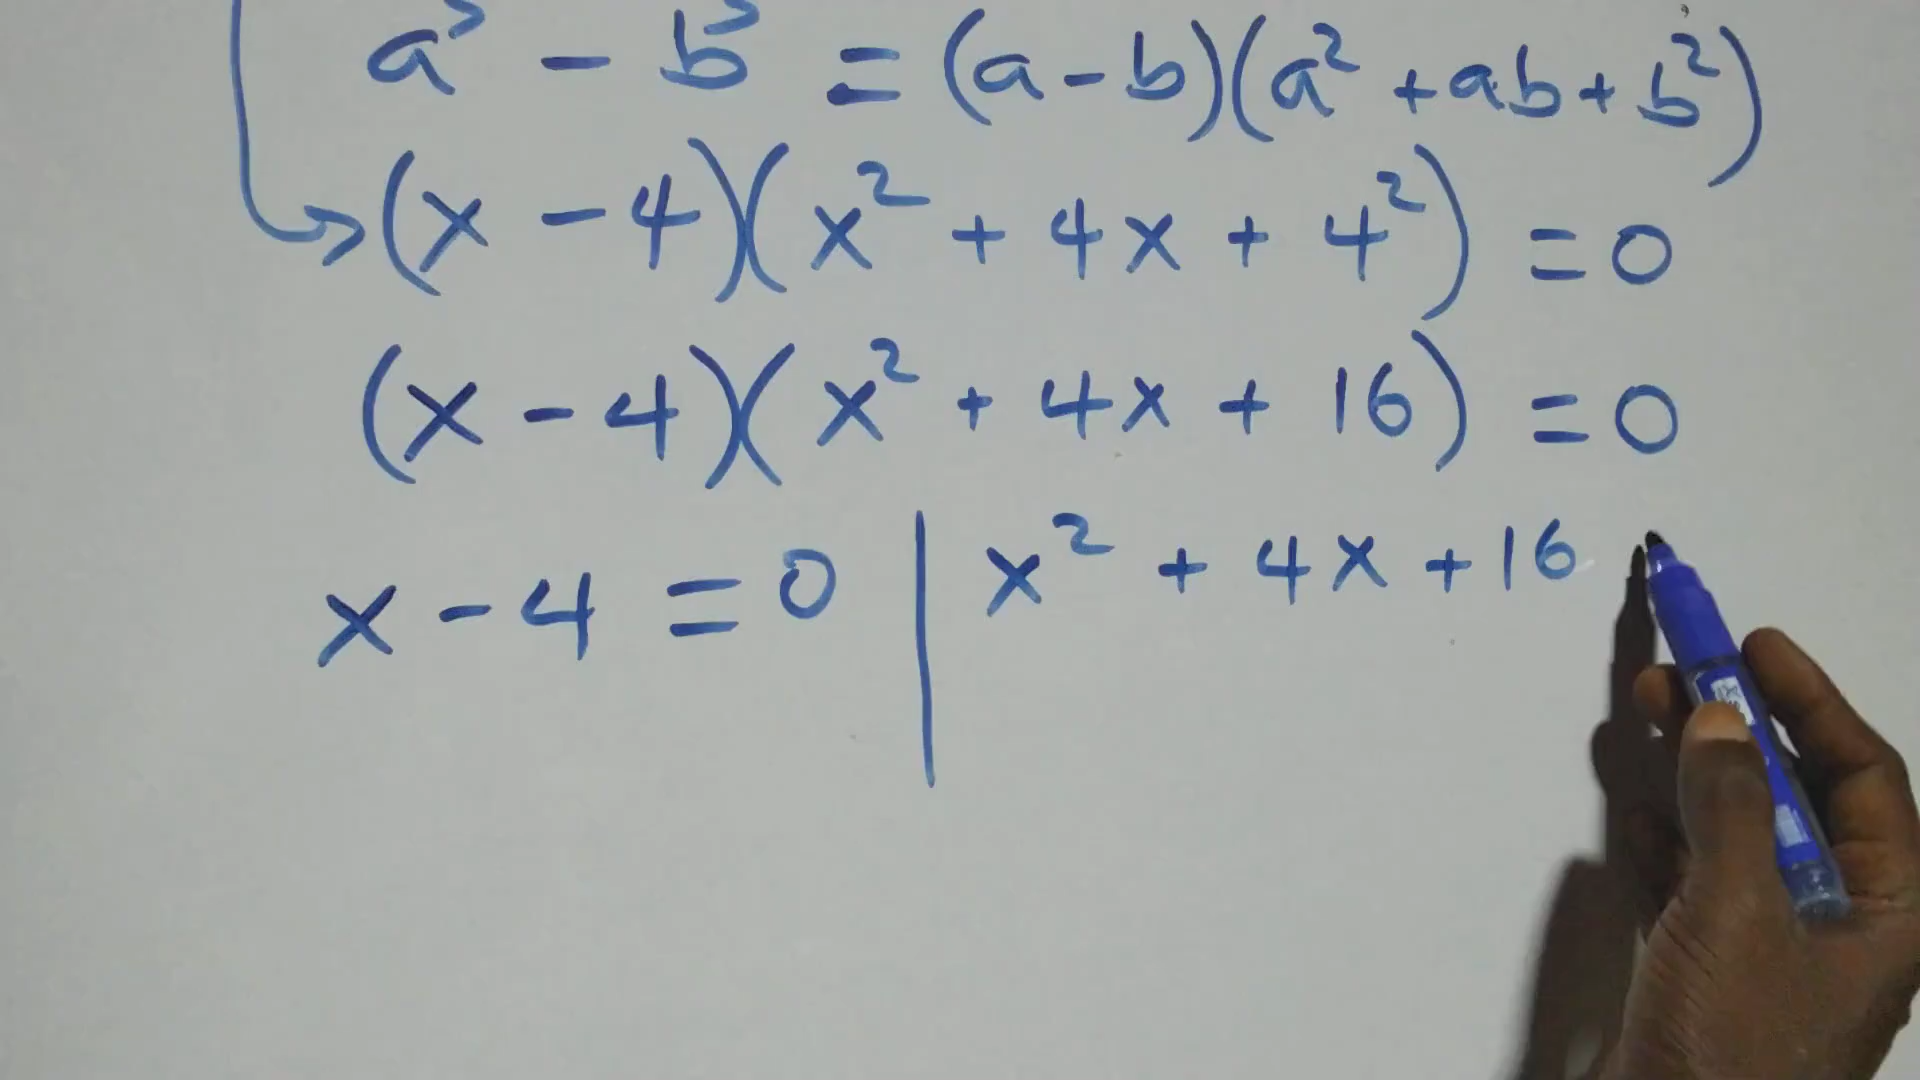 a³ - b³ = (a - b)(a² + ab + b²)
(x - 4)(x² + 4x + 4²) = 0
(x - 4)(x² + 4x + 16) = 0
x - 4 = 0 | x² + 4x + 16